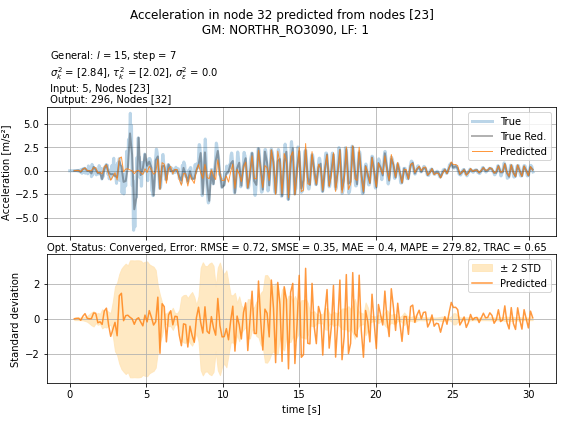 Acceleration in node 32 predicted from nodes [23]
GM: NORTHR_RO3090, LF: 1
General: l = 15, step = 7
σ²ₖ = [2.84], τ²ₖ = [2.02], σ²ε = 0.0
Input: 5, Nodes [23]
Output: 296, Nodes [32]
Acceleration [m/s²]
5.0
2.5
0.0
−2.5
−5.0
True
True Red.
Predicted
Opt. Status: Converged, Error: RMSE = 0.72, SMSE = 0.35, MAE = 0.4, MAPE = 279.82, TRAC = 0.65
Standard deviation
2
0
−2
± 2 STD
Predicted
0 5 10 15 20 25 30
time [s]